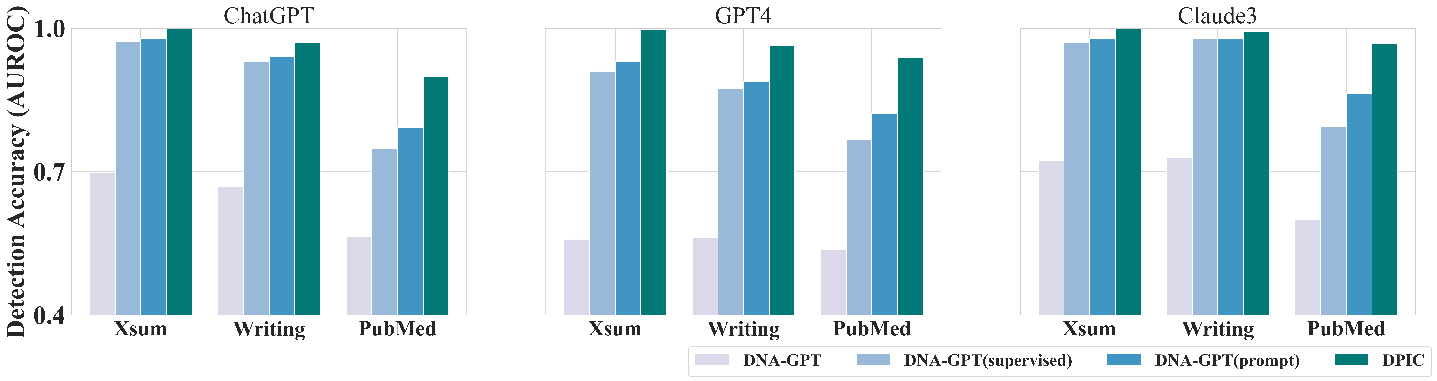 ChatGPT
GPT4
Claude3
Detection Accuracy (AUROC)
1.0
0.7
0.4
Xsum Writing PubMed
Xsum Writing PubMed
Xsum Writing PubMed
DNA-GPT DNA-GPT(supervised) DNA-GPT(prompt) DPIC